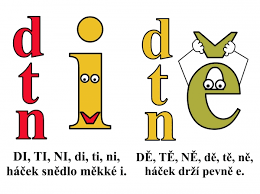 d i d ě
t t
n n
DI, TI, NI, di, ti, ni,
háček snědlo měkké i.
DĚ, TĚ, NĚ, dě, tě, ně,
háček drží pevně e.